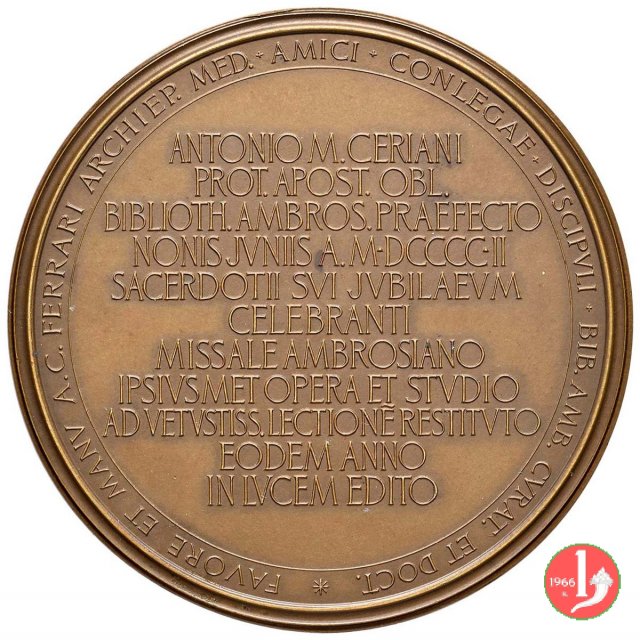 FAVORE ET MANV A.C. FERRARI ARCHIEP. MED. * AMICI * CONLEGAE * DISCIPVLI * BIB. AMB. CVRAT. ET DOCT. *
ANTONIO M. CERIANI
PROT. APOST. OBL.
BIBLIOTH. AMBROS. PRAEFECTO
NONIS JVNIIS A. M·DCCCC·II
SACERDOTII SVI JVBILAEVM
CELEBRANTI
MISSALE AMBROSIANO
IPSIVSMET OPERA ET STVDIO
AD VETVSTISS. LECTIONĒ RESTITVTO
EODEM ANNO
IN LVCEM EDITO
1966